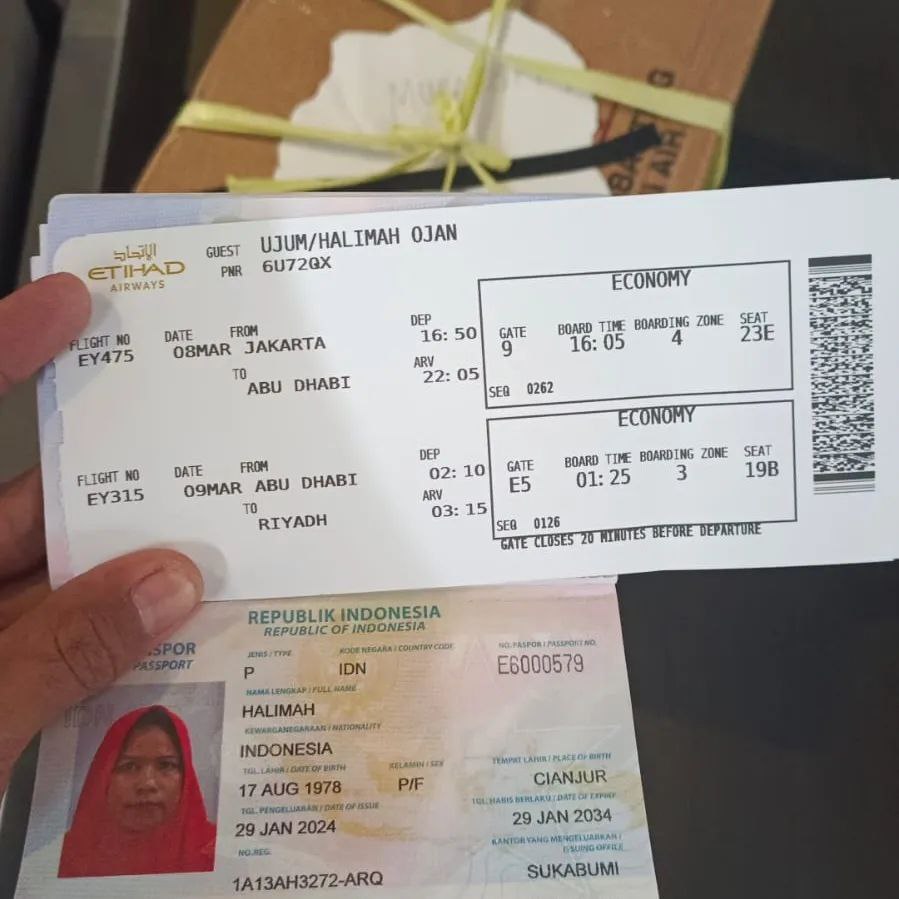 BA
TI AIR
الإتحاد
ETIHAD
AIRWAYS
GUEST UJUM/HALIMAH OJAN
PNR 6U72QX
ECONOMY
FLIGHT NO DATE FROM DEP GATE BOARD TIME BOARDING ZONE SEAT
EY475 08MAR JAKARTA 16:50 9 16:05 4 23E
TO ARV
ABU DHABI 22:05
SEQ 0262
ECONOMY
FLIGHT NO DATE FROM DEP GATE BOARD TIME BOARDING ZONE SEAT
EY315 09MAR ABU DHABI 02:10 E5 01:25 3 19B
TO ARV
RIYADH 03:15
SEQ 0126
GATE CLOSES 20 MINUTES BEFORE DEPARTURE
REPUBLIK INDONESIA
REPUBLIC OF INDONESIA
SPOR
PASSPORT
JENIS / TYPE KODE NEGARA / COUNTRY CODE NO. PASPOR / PASSPORT NO.
P IDN E6000579
NAMA LENGKAP / FULL NAME
HALIMAH
KEWARGANEGARAAN / NATIONALITY
INDONESIA
TGL. LAHIR / DATE OF BIRTH KELAMIN / SEX TEMPAT LAHIR / PLACE OF BIRTH
17 AUG 1978 P/F CIANJUR
TGL. PENGELUARAN / DATE OF ISSUE TGL. HABIS BERLAKU / DATE OF EXPIRY
29 JAN 2024 29 JAN 2034
NO. REG. KANTOR YANG MENGELUARKAN /
ISSUING OFFICE
1A13AH3272-ARQ SUKABUMI